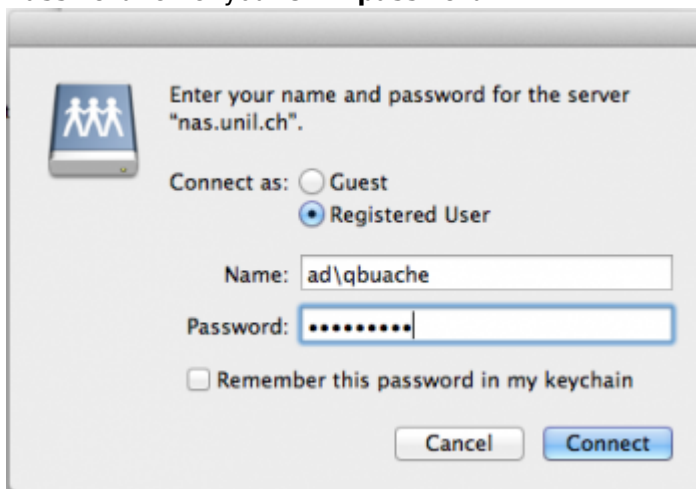 Enter your name and password for the server
“nas.unil.ch”.
Connect as: Guest
Registered User
Name: ad\qbuache
Password: •••••••••
Remember this password in my keychain
Cancel Connect